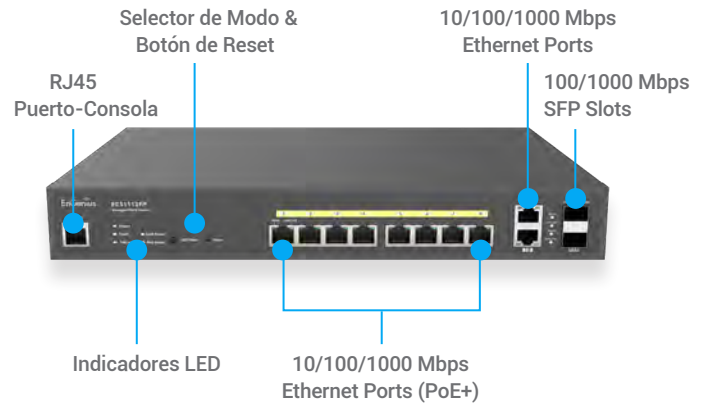 Selector de Modo &
Botón de Reset
10/100/1000 Mbps
Ethernet Ports
RJ45
Puerto-Consola
100/1000 Mbps
SFP Slots
EnGenius
Indicadores LED
10/100/1000 Mbps
Ethernet Ports (PoE+)